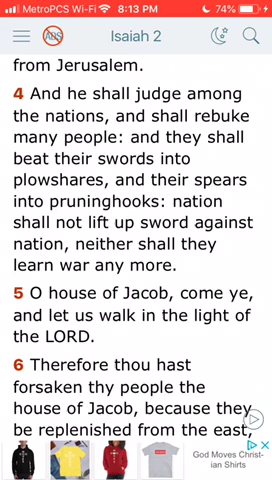 MetroPCS Wi-Fi 8:13 PM 74%
ADS Isaiah 2
from Jerusalem.
4 And he shall judge among
the nations, and shall rebuke
many people: and they shall
beat their swords into
plowshares, and their spears
into pruninghooks: nation
shall not lift up sword against
nation, neither shall they
learn war any more.
5 O house of Jacob, come ye,
and let us walk in the light of
the LORD.
6 Therefore thou hast
forsaken thy people the
house of Jacob, because they
be replenished from the east,
God Moves Christ-
ian Shirts